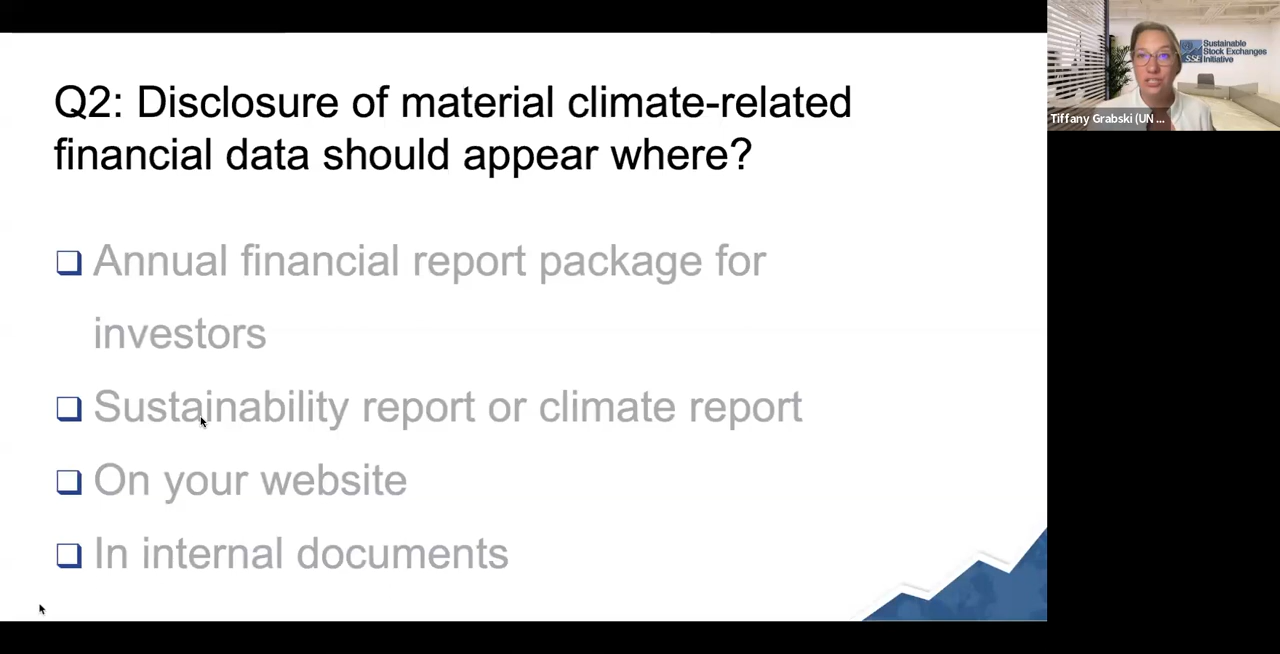 Q2: Disclosure of material climate-related
financial data should appear where?
Annual financial report package for
investors
Sustainability report or climate report
On your website
In internal documents
Sustainable
Stock Exchanges
Initiative
SSE
Tiffany Grabski (UN ...